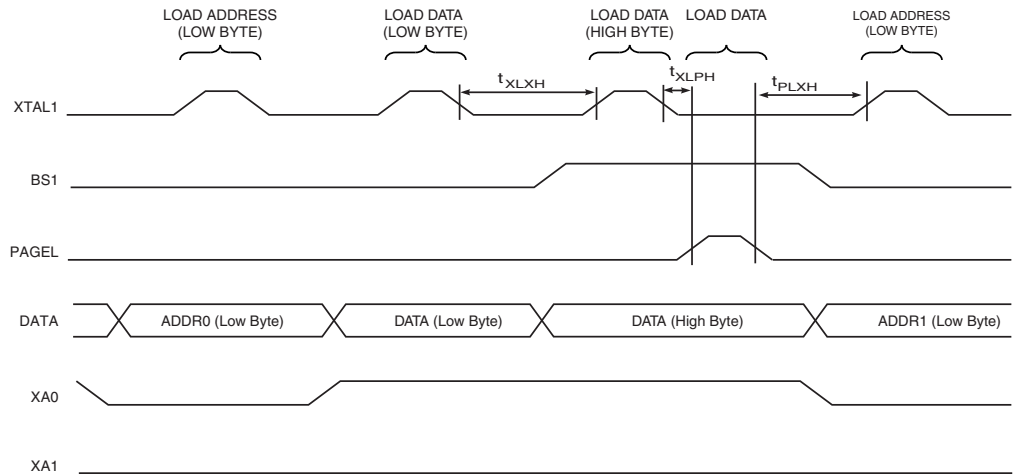 LOAD ADDRESS
(LOW BYTE)
LOAD DATA
(LOW BYTE)
LOAD DATA
(HIGH BYTE)
LOAD DATA
LOAD ADDRESS
(LOW BYTE)
XTAL1
tXLXH
tXLPH
tPLXH
BS1
PAGEL
DATA
ADDR0 (Low Byte)
DATA (Low Byte)
DATA (High Byte)
ADDR1 (Low Byte)
XA0
XA1